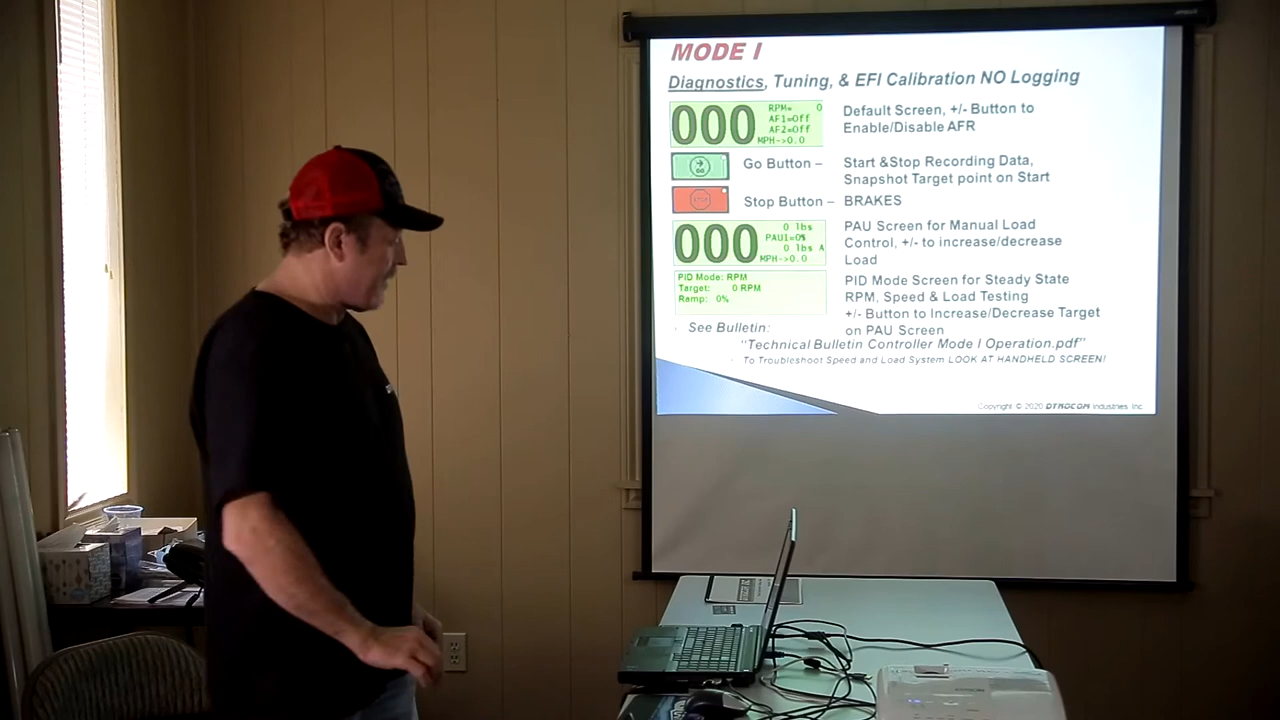 MODE I
Diagnostics, Tuning, & EFI Calibration NO Logging
000 RPM= 0
AF1=Off
AF2=Off
MPH->0.0
Default Screen, +/- Button to
Enable/Disable AFR
GO
Go Button – Start &Stop Recording Data,
Snapshot Target point on Start
STOP
Stop Button – BRAKES
000 0 lbs
PAU1=0%
0 lbs A
MPH->0.0
PAU Screen for Manual Load
Control, +/- to increase/decrease
Load
PID Mode: RPM
Target: 0 RPM
Ramp: 0%
PID Mode Screen for Steady State
RPM, Speed & Load Testing
+/- Button to Increase/Decrease Target
on PAU Screen
See Bulletin:
"Technical Bulletin Controller Mode I Operation.pdf"
To Troubleshoot Speed and Load System LOOK AT HANDHELD SCREEN!
Copyright © 2020 DYNOCOM Industries Inc